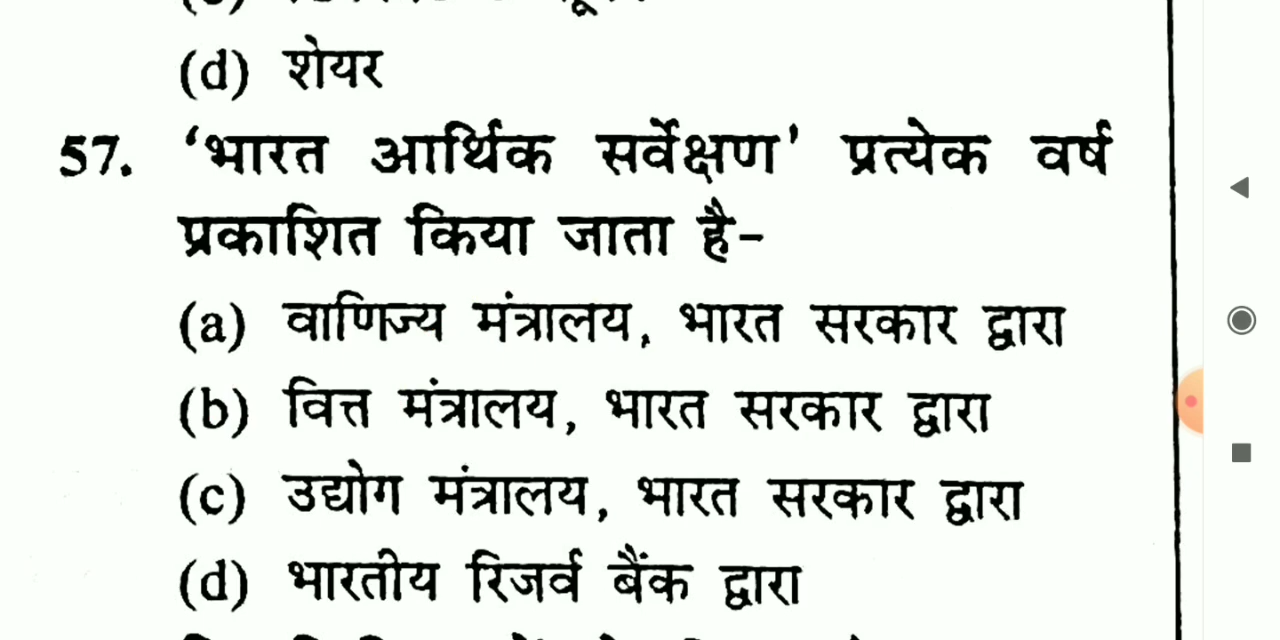 (d) शेयर
57. ‘भारत आर्थिक सर्वेक्षण’ प्रत्येक वर्ष
प्रकाशित किया जाता है-
(a) वाणिज्य मंत्रालय, भारत सरकार द्वारा
(b) वित्त मंत्रालय, भारत सरकार द्वारा
(c) उद्योग मंत्रालय, भारत सरकार द्वारा
(d) भारतीय रिजर्व बैंक द्वारा